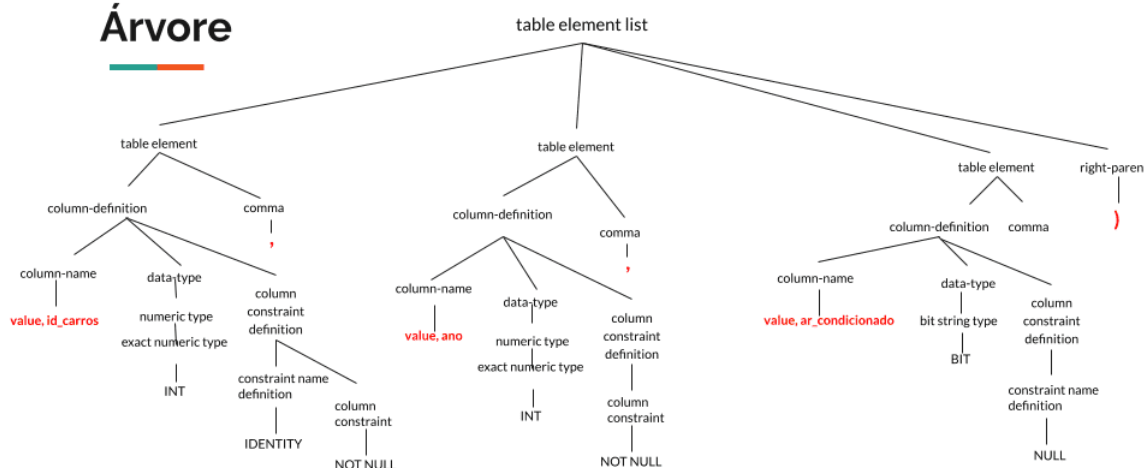 Árvore
table element list
table element
table element
table element
right-paren
column-definition
comma
column-definition
comma
column-definition
comma
)
,
,
column-name
data-type
column
constraint
definition
column-name
data-type
column
constraint
definition
column-name
data-type
column
constraint
definition
value, id_carros
numeric type
exact numeric type
INT
value, ano
numeric type
exact numeric type
INT
value, ar_condicionado
bit string type
BIT
constraint name
definition
IDENTITY
column
constraint
NOT NULL
column
constraint
NOT NULL
constraint name
definition
NULL